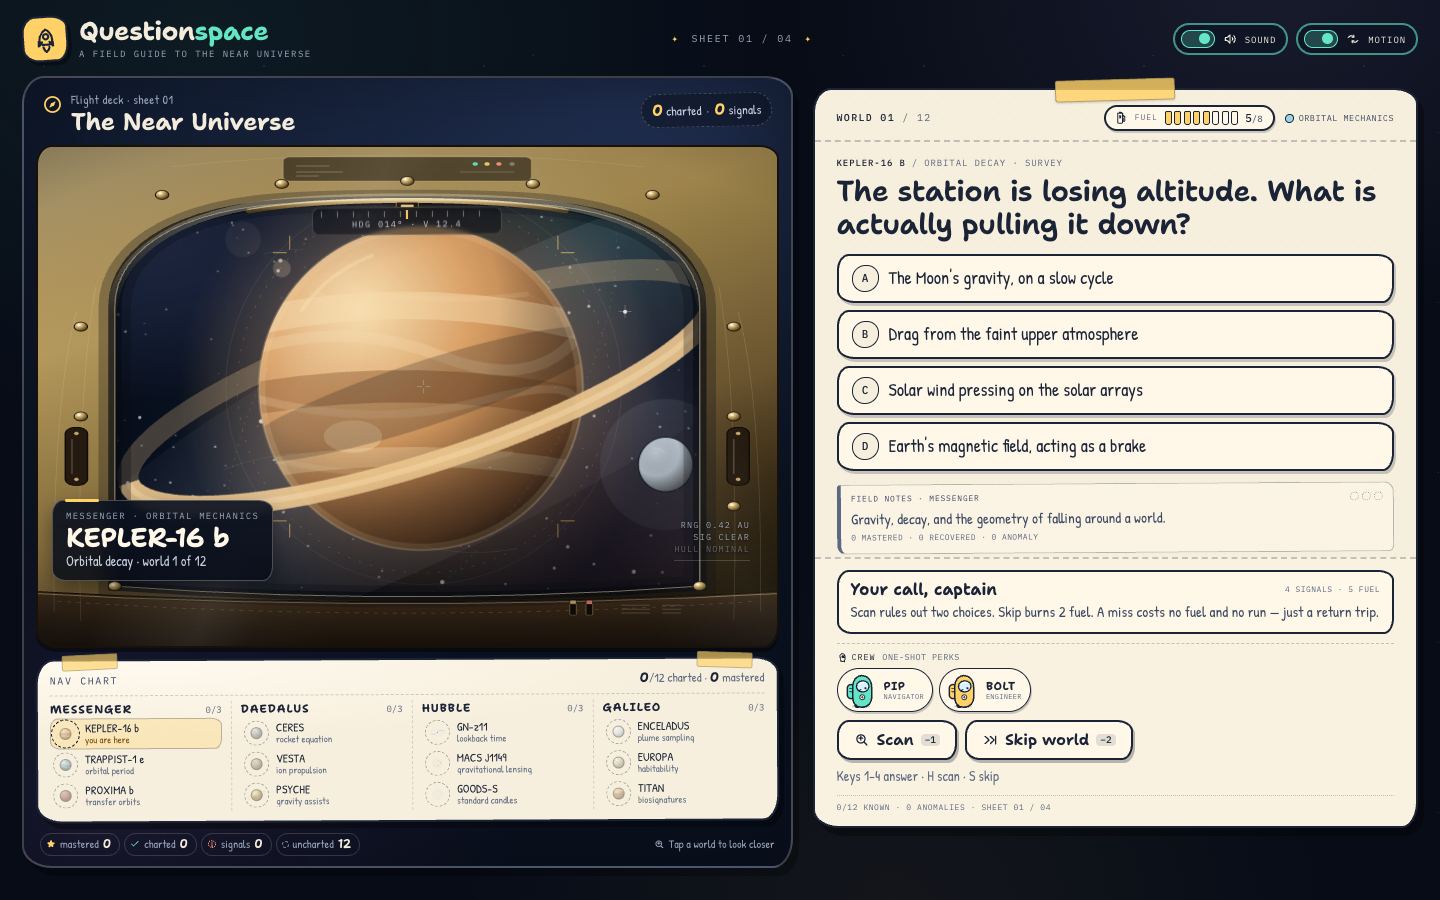 Questionspace
A FIELD GUIDE TO THE NEAR UNIVERSE
SHEET 01 / 04
SOUND
MOTION
Flight deck · sheet 01
The Near Universe
0 charted · 0 signals
HDG 014° · V 12.4
RNG 0.42 AU
SIG CLEAR
HULL NOMINAL
MESSENGER · ORBITAL MECHANICS
KEPLER-16 b
Orbital decay · world 1 of 12
NAV CHART
0/12 charted · 0 mastered
MESSENGER 0/3
KEPLER-16 b
you are here
TRAPPIST-1 e
orbital period
PROXIMA b
transfer orbits
DAEDALUS 0/3
CERES
rocket equation
VESTA
ion propulsion
PSYCHE
gravity assists
HUBBLE 0/3
GN-z11
lookback time
MACS J1149
gravitational lensing
GOODS-S
standard candles
GALILEO 0/3
ENCELADUS
plume sampling
EUROPA
habitability
TITAN
biosignatures
mastered 0
charted 0
signals 0
uncharted 12
Tap a world to look closer
WORLD 01 / 12
FUEL 5/8
ORBITAL MECHANICS
KEPLER-16 B / ORBITAL DECAY · SURVEY
The station is losing altitude. What is
actually pulling it down?
A The Moon's gravity, on a slow cycle
B Drag from the faint upper atmosphere
C Solar wind pressing on the solar arrays
D Earth's magnetic field, acting as a brake
FIELD NOTES · MESSENGER
Gravity, decay, and the geometry of falling around a world.
0 MASTERED · 0 RECOVERED · 0 ANOMALY
Your call, captain
4 SIGNALS · 5 FUEL
Scan rules out two choices. Skip burns 2 fuel. A miss costs no fuel and no run — just a return trip.
CREW ONE-SHOT PERKS
PIP
NAVIGATOR
BOLT
ENGINEER
Scan −1
Skip world −2
Keys 1–4 answer · H scan · S skip
0/12 KNOWN · 0 ANOMALIES · SHEET 01 / 04